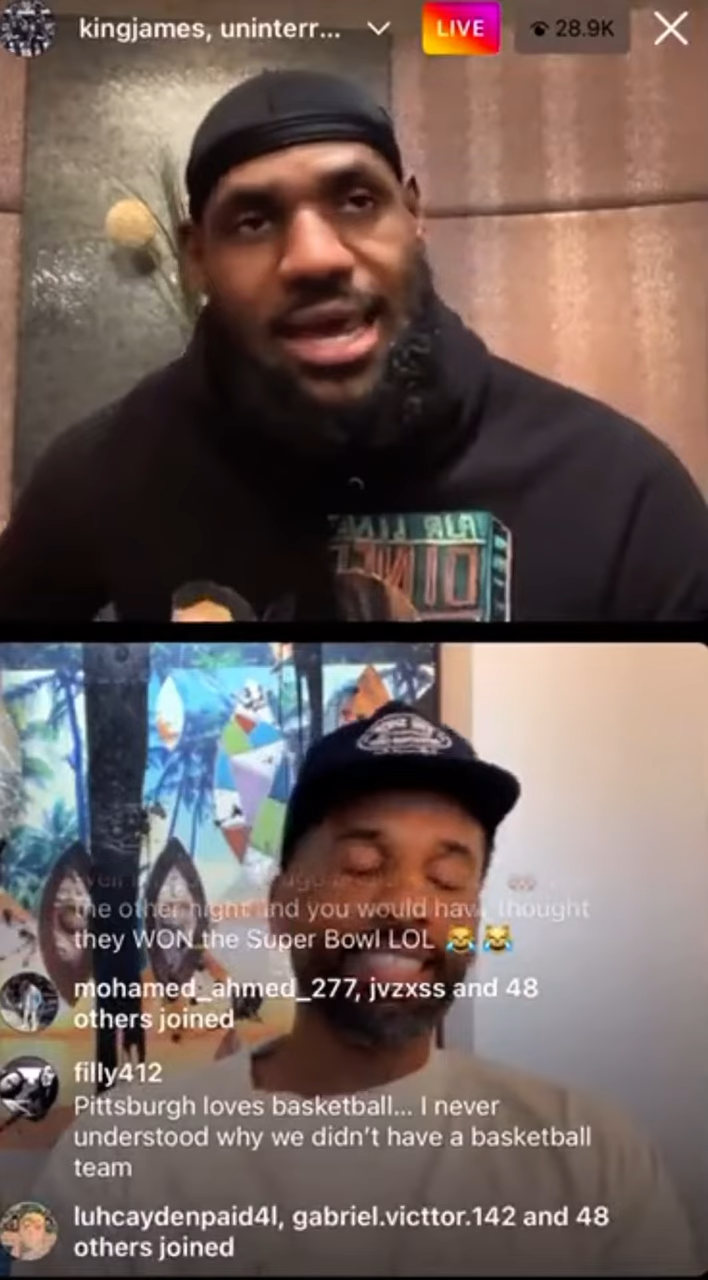 kingjames, uninterr...
LIVE
28.9K
the other night and you would have thought
they WON the Super Bowl LOL 😂😹
mohamed_ahmed_277, jvzxss and 48
others joined
filly412
Pittsburgh loves basketball... I never
understood why we didn't have a basketball
team
luhcaydenpaid4l, gabriel.victtor.142 and 48
others joined